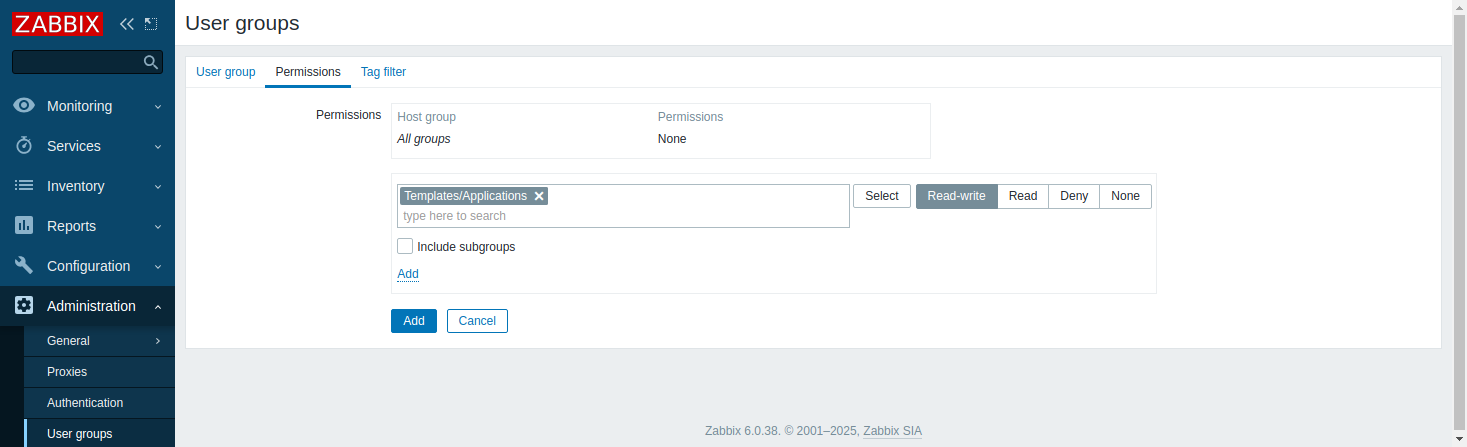 ZABBIX
User groups
User group Permissions Tag filter
Monitoring
Services
Inventory
Reports
Configuration
Administration
General
Proxies
Authentication
User groups
Permissions
Host group Permissions
All groups None
Templates/Applications
type here to search
Select
Read-write Read Deny None
Include subgroups
Add
Add Cancel
Zabbix 6.0.38. © 2001–2025, Zabbix SIA